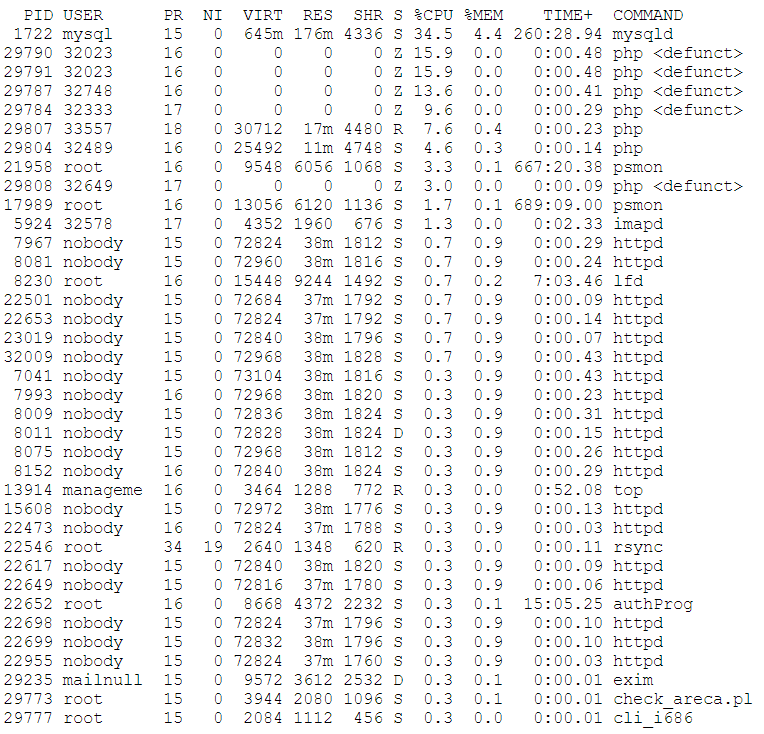 PID USER PR NI VIRT RES SHR S %CPU %MEM TIME+ COMMAND
1722 mysql 15 0 645m 176m 4336 S 34.5 4.4 260:28.94 mysqld
29790 32023 16 0 0 0 0 Z 15.9 0.0 0:00.48 php <defunct>
29791 32023 16 0 0 0 0 Z 15.9 0.0 0:00.48 php <defunct>
29787 32748 16 0 0 0 0 Z 13.6 0.0 0:00.41 php <defunct>
29784 32333 17 0 0 0 0 Z 9.6 0.0 0:00.29 php <defunct>
29807 33557 18 0 30712 17m 4480 R 7.6 0.4 0:00.23 php
29804 32489 16 0 25492 11m 4748 S 4.6 0.3 0:00.14 php
21958 root 16 0 9548 6056 1068 S 3.3 0.1 667:20.38 psmon
29808 32649 17 0 0 0 0 Z 3.0 0.0 0:00.09 php <defunct>
17989 root 16 0 13056 6120 1136 S 1.7 0.1 689:09.00 psmon
5924 32578 17 0 4352 1960 676 S 1.3 0.0 0:02.33 imapd
7967 nobody 15 0 72824 38m 1812 S 0.7 0.9 0:00.29 httpd
8081 nobody 15 0 72960 38m 1816 S 0.7 0.9 0:00.24 httpd
8230 root 16 0 15448 9244 1492 S 0.7 0.2 7:03.46 lfd
22501 nobody 15 0 72684 37m 1792 S 0.7 0.9 0:00.09 httpd
22653 nobody 15 0 72824 37m 1792 S 0.7 0.9 0:00.14 httpd
23019 nobody 15 0 72840 38m 1796 S 0.7 0.9 0:00.07 httpd
32009 nobody 15 0 72968 38m 1828 S 0.7 0.9 0:00.43 httpd
7041 nobody 15 0 73104 38m 1816 S 0.3 0.9 0:00.43 httpd
7993 nobody 16 0 72968 38m 1820 S 0.3 0.9 0:00.23 httpd
8009 nobody 15 0 72836 38m 1824 S 0.3 0.9 0:00.31 httpd
8011 nobody 15 0 72828 38m 1824 D 0.3 0.9 0:00.15 httpd
8075 nobody 15 0 72968 38m 1812 S 0.3 0.9 0:00.26 httpd
8152 nobody 16 0 72840 38m 1824 S 0.3 0.9 0:00.29 httpd
13914 manageme 16 0 3464 1288 772 R 0.3 0.0 0:52.08 top
15608 nobody 15 0 72972 38m 1776 S 0.3 0.9 0:00.13 httpd
22473 nobody 16 0 72824 37m 1788 S 0.3 0.9 0:00.03 httpd
22546 root 34 19 2640 1348 620 R 0.3 0.0 0:00.11 rsync
22617 nobody 15 0 72840 38m 1820 S 0.3 0.9 0:00.09 httpd
22649 nobody 15 0 72816 37m 1780 S 0.3 0.9 0:00.06 httpd
22652 root 16 0 8668 4372 2232 S 0.3 0.1 15:05.25 authProg
22698 nobody 15 0 72824 37m 1796 S 0.3 0.9 0:00.10 httpd
22699 nobody 15 0 72832 38m 1796 S 0.3 0.9 0:00.10 httpd
22955 nobody 15 0 72824 37m 1760 S 0.3 0.9 0:00.03 httpd
29235 mailnull 15 0 9572 3612 2532 D 0.3 0.1 0:00.01 exim
29773 root 15 0 3944 2080 1096 S 0.3 0.1 0:00.01 check_areca.pl
29777 root 15 0 2084 1112 456 S 0.3 0.0 0:00.01 cli_i686